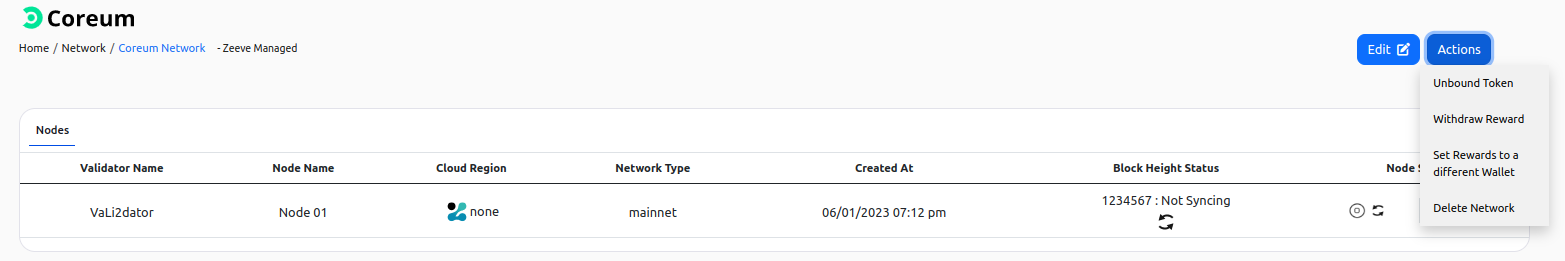 Coreum
Home / Network / Coreum Network - Zeeve Managed
Edit
Actions
Unbound Token
Withdraw Reward
Set Rewards to a
different Wallet
Delete Network
Nodes
Validator Name Node Name Cloud Region Network Type Created At Block Height Status Node
VaLi2dator Node 01 none mainnet 06/01/2023 07:12 pm 1234567 : Not Syncing